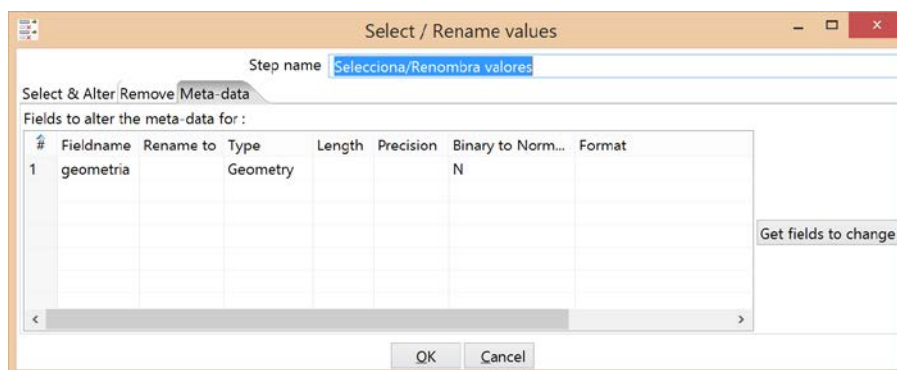 Select / Rename values
Step name Selecciona/Renombra valores
Select & Alter Remove Meta-data
Fields to alter the meta-data for :
# Fieldname Rename to Type Length Precision Binary to Norm... Format
1 geometria Geometry N
Get fields to change
OK Cancel